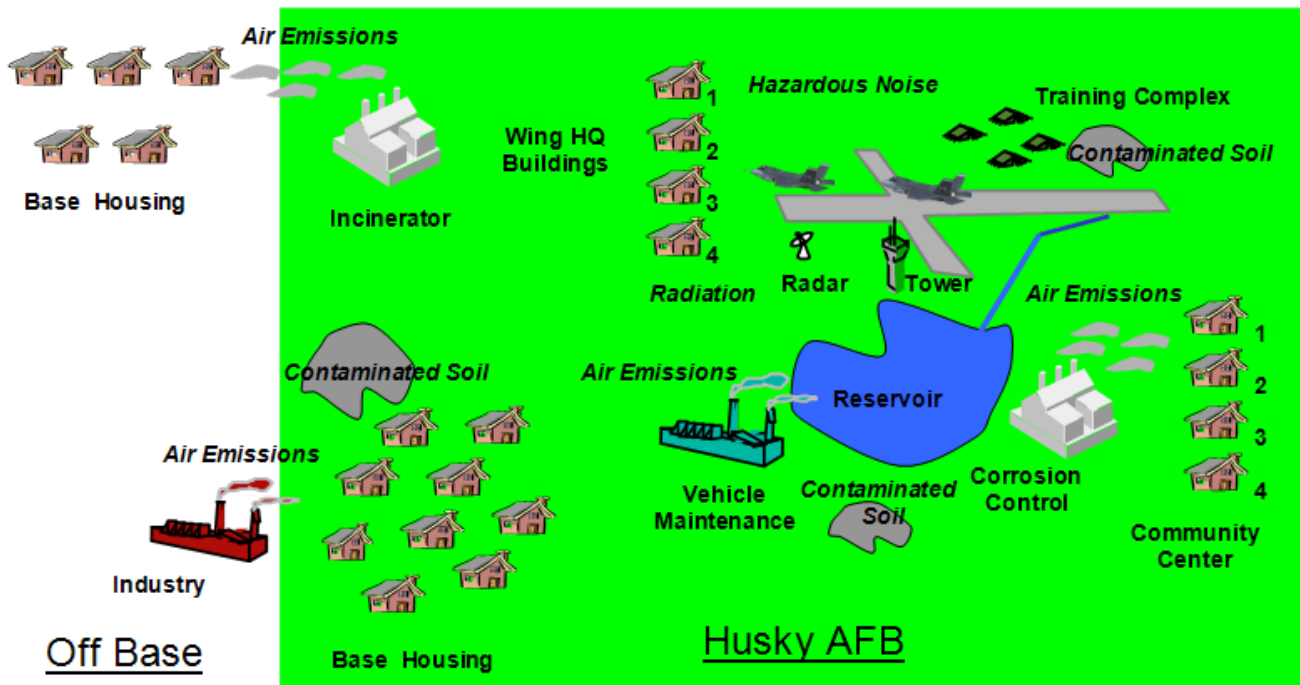 Air Emissions
Base Housing
Incinerator
Wing HQ
Buildings
1
2
3
4
Hazardous Noise
Training Complex
Contaminated Soil
Radiation
Radar
Tower
Air Emissions
1
2
3
4
Community
Center
Contaminated Soil
Air Emissions
Reservoir
Vehicle
Maintenance
Contaminated
Soil
Corrosion
Control
Air Emissions
Industry
Base Housing
Off Base
Husky AFB